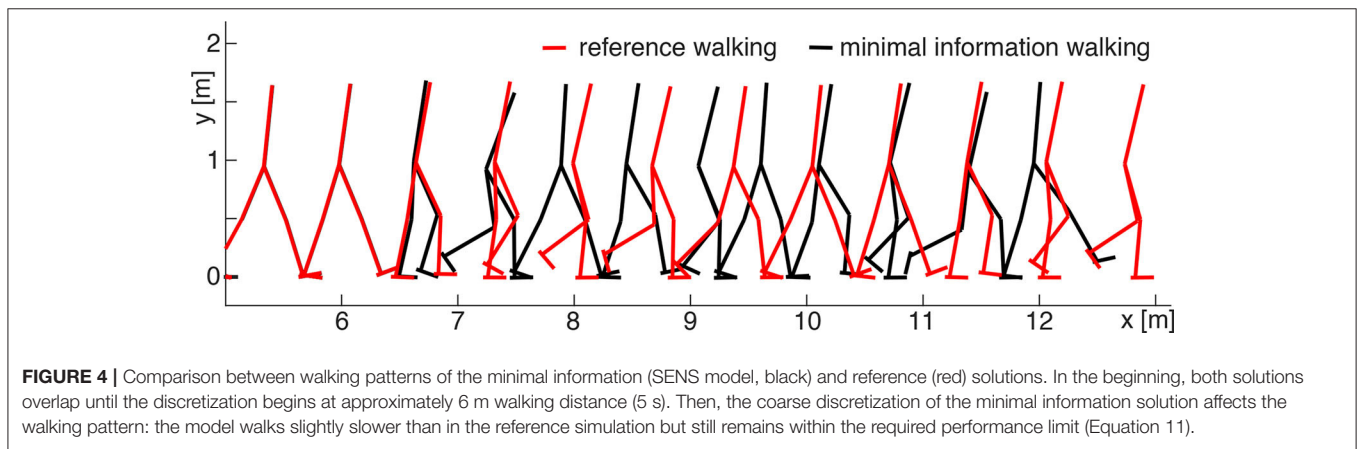 2
reference walking
minimal information walking
y [m]
1
0
6 7 8 9 10 11 12 x [m]
FIGURE 4 | Comparison between walking patterns of the minimal information (SENS model, black) and reference (red) solutions. In the beginning, both solutions
overlap until the discretization begins at approximately 6 m walking distance (5 s). Then, the coarse discretization of the minimal information solution affects the
walking pattern: the model walks slightly slower than in the reference simulation but still remains within the required performance limit (Equation 11).